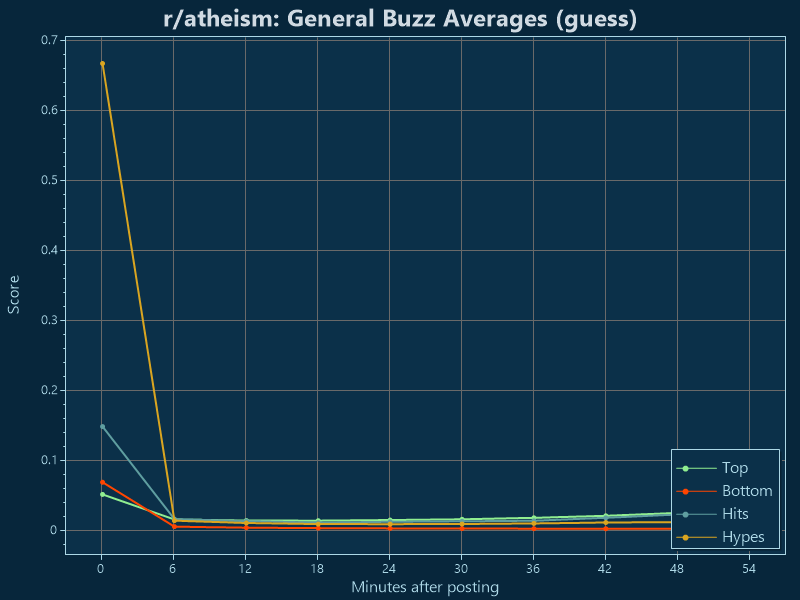 r/atheism: General Buzz Averages (guess)
Score
0.7
0.6
0.5
0.4
0.3
0.2
0.1
0
0 6 12 18 24 30 36 42 48 54
Minutes after posting
Top
Bottom
Hits
Hypes